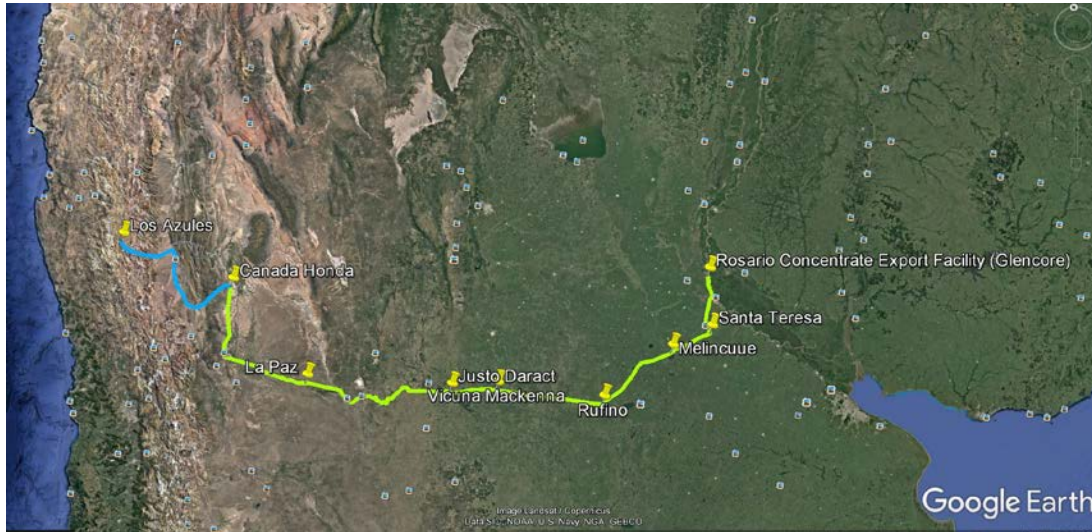 Los Azules
Canada Honda
Rosario Concentrate Export Facility (Glencore)
Santa Teresa
Melincuue
La Paz
Justo Daract
Vicuna Mackenna
Rufino
Image Landsat / Copernicus
Data SIO, NOAA, U.S. Navy, NGA, GEBCO
Google Earth